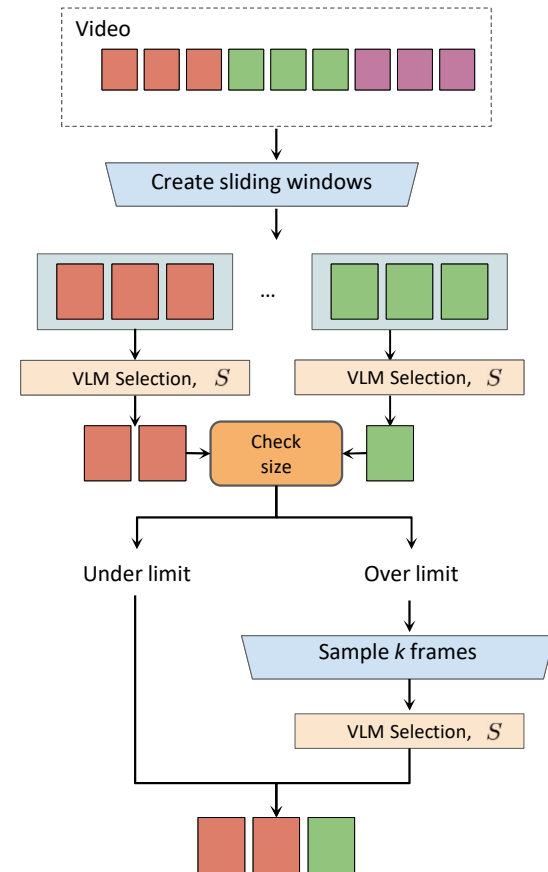 Video
Create sliding windows
...
VLM Selection, S
VLM Selection, S
Check
size
Under limit
Over limit
Sample k frames
VLM Selection, S